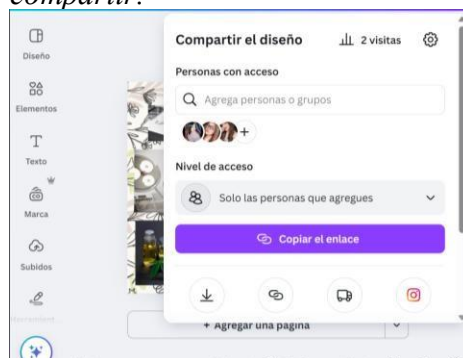 compartir.
Diseño
Elementos
T
Texto
Marca
Subidos
Compartir el diseño
2 visitas
Personas con acceso
Agrega personas o grupos
+
Nivel de acceso
Solo las personas que agregues
Copiar el enlace
+ Agregar una página